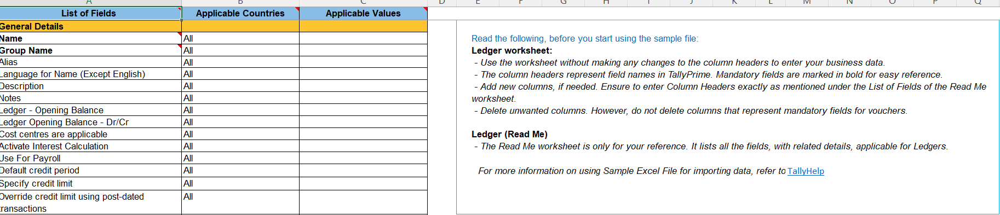 A B C D E F G H I J K L M N O P Q
List of Fields Applicable Countries Applicable Values
General Details
Name All
Group Name All
Alias All
Language for Name (Except English) All
Description All
Notes All
Ledger - Opening Balance All
Ledger Opening Balance - Dr/Cr All
Cost centres are applicable All
Activate Interest Calculation All
Use For Payroll All
Default credit period All
Specify credit limit All
Override credit limit using post-dated All
transactions
Read the following, before you start using the sample file:
Ledger worksheet:
- Use the worksheet without making any changes to the column headers to enter your business data.
- The column headers represent field names in TallyPrime. Mandatory fields are marked in bold for easy reference.
- Add new columns, if needed. Ensure to enter Column Headers exactly as mentioned under the List of Fields of the Read Me
worksheet.
- Delete unwanted columns. However, do not delete columns that represent mandatory fields for vouchers.
Ledger (Read Me)
- The Read Me worksheet is only for your reference. It lists all the fields, with related details, applicable for Ledgers.
For more information on using Sample Excel File for importing data, refer to TallyHelp